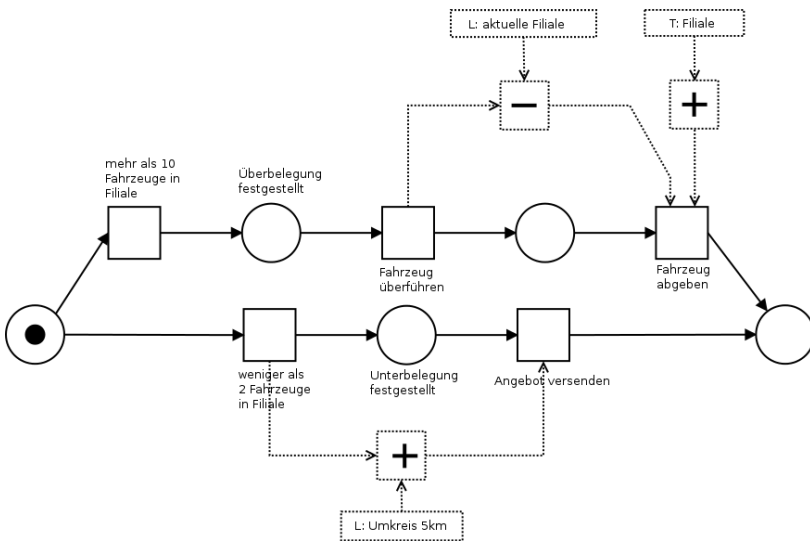 L: aktuelle Filiale
T: Filiale
mehr als 10
Fahrzeuge in
Filiale
Überbelegung
festgestellt
Fahrzeug
überführen
Fahrzeug
abgeben
weniger als
2 Fahrzeuge
in Filiale
Unterbelegung
festgestellt
Angebot versenden
L: Umkreis 5km